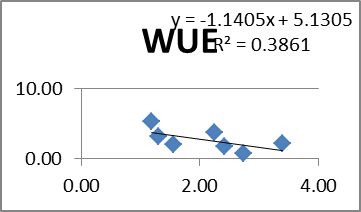 y = -1.1405x + 5.1305
WUE
R² = 0.3861
10.00
0.00
0.00 2.00 4.00